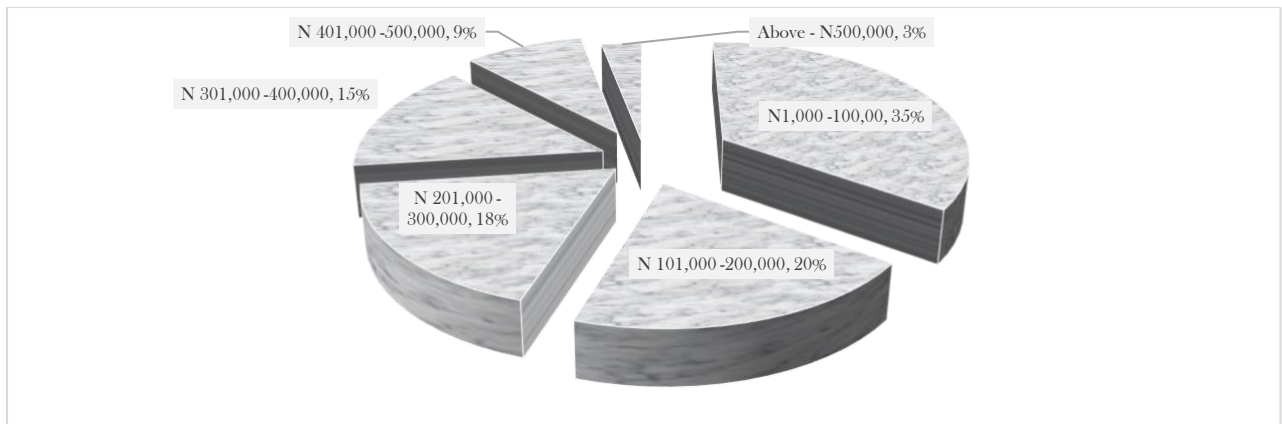 N 401,000 -500,000, 9%
Above - N500,000, 3%
N 301,000 -400,000, 15%
N1,000 -100,00, 35%
N 201,000 -
300,000, 18%
N 101,000 -200,000, 20%